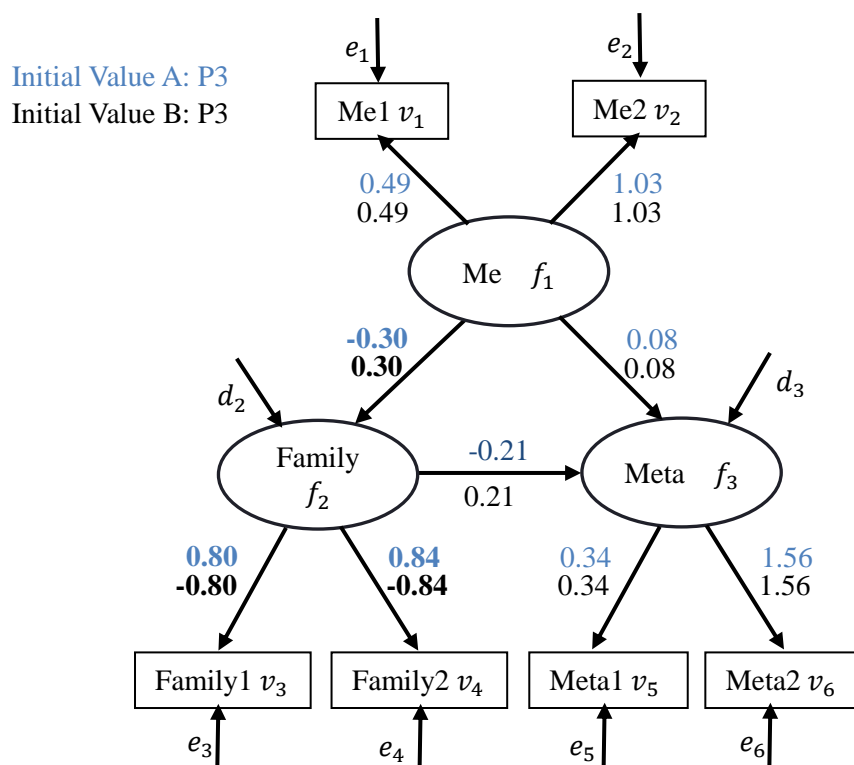 Initial Value A: P3
Initial Value B: P3
e₁
e₂
Me1 v₁
Me2 v₂
0.49
0.49
1.03
1.03
Me f₁
-0.30
0.30
0.08
0.08
d₂
d₃
Family
f₂
-0.21
0.21
Meta f₃
0.80
-0.80
0.84
-0.84
0.34
0.34
1.56
1.56
Family1 v₃
Family2 v₄
Meta1 v₅
Meta2 v₆
e₃
e₄
e₅
e₆